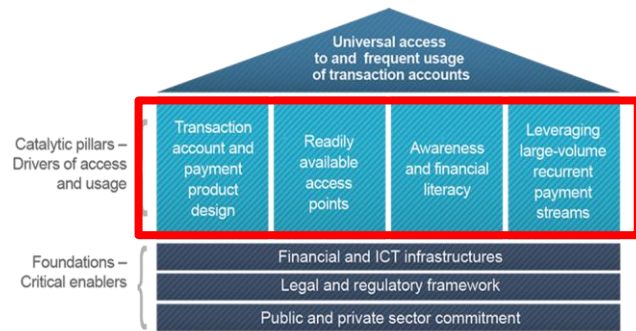 Universal access
to and frequent usage
of transaction accounts
Catalytic pillars –
Drivers of access
and usage
Transaction
account and
payment
product
design
Readily
available
access
points
Awareness
and financial
literacy
Leveraging
large-volume
recurrent
payment
streams
Foundations –
Critical enablers
Financial and ICT infrastructures
Legal and regulatory framework
Public and private sector commitment